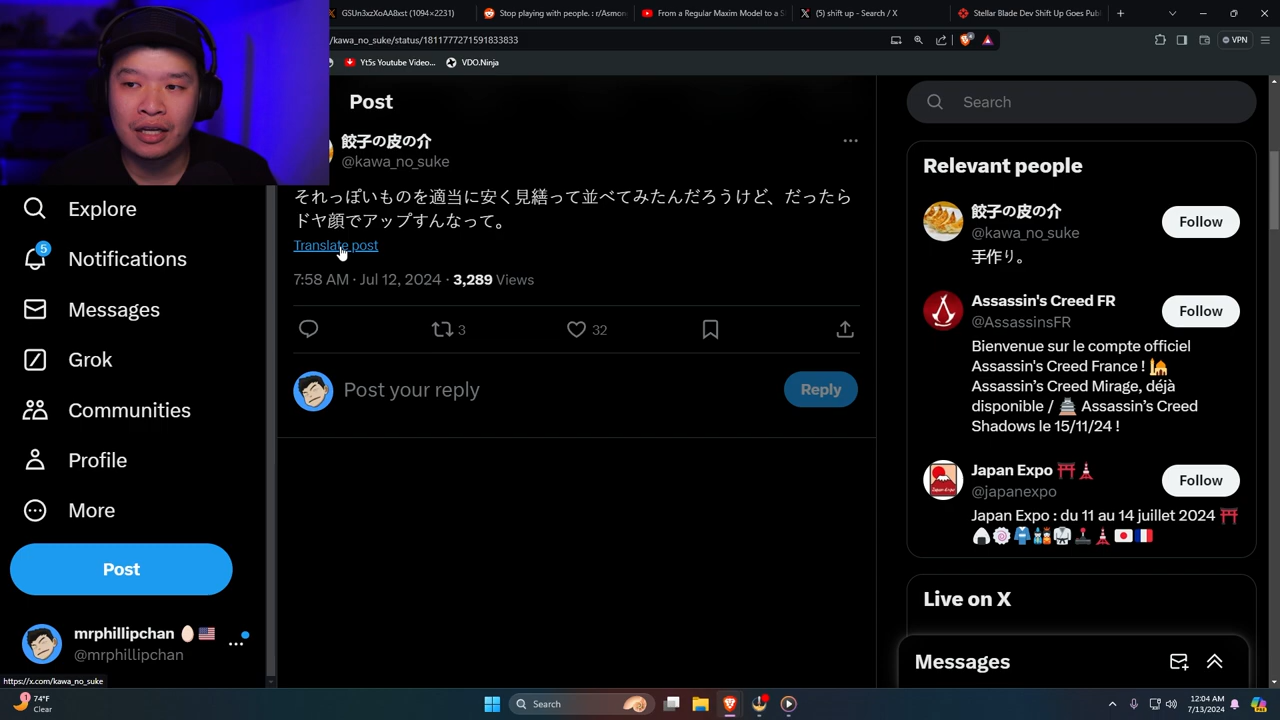 GSUn3xzXoAA8xst (1094×2231)
Stop playing with people. : r/Asmon
From a Regular Maxim Model to a S
(5) shift up - Search / X
Stellar Blade Dev Shift Up Goes Publ
/kawa_no_suke/status/1811777271591833833
VPN
Yt5s Youtube Video...
VDO.Ninja
Post
餃子の皮の介
@kawa_no_suke
それっぽいものを適当に安く見繕って並べてみたんだろうけど、だったら
ドヤ顔でアップすんなって。
Translate post
7:58 AM · Jul 12, 2024 · 3,289 Views
3
32
Post your reply
Reply
Explore
5
Notifications
Messages
Grok
Communities
Profile
More
Post
mrphillipchan
@mrphillipchan
https://x.com/kawa_no_suke
Search
Relevant people
餃子の皮の介
@kawa_no_suke
Follow
手作り。
Assassin's Creed FR
@AssassinsFR
Follow
Bienvenue sur le compte officiel
Assassin's Creed France !
Assassin's Creed Mirage, déjà
disponible / Assassin's Creed
Shadows le 15/11/24 !
Japan Expo
@japanexpo
Follow
Japan Expo : du 11 au 14 juillet 2024
Live on X
Messages
1
74°F
Clear
Search
12:04 AM
7/13/2024